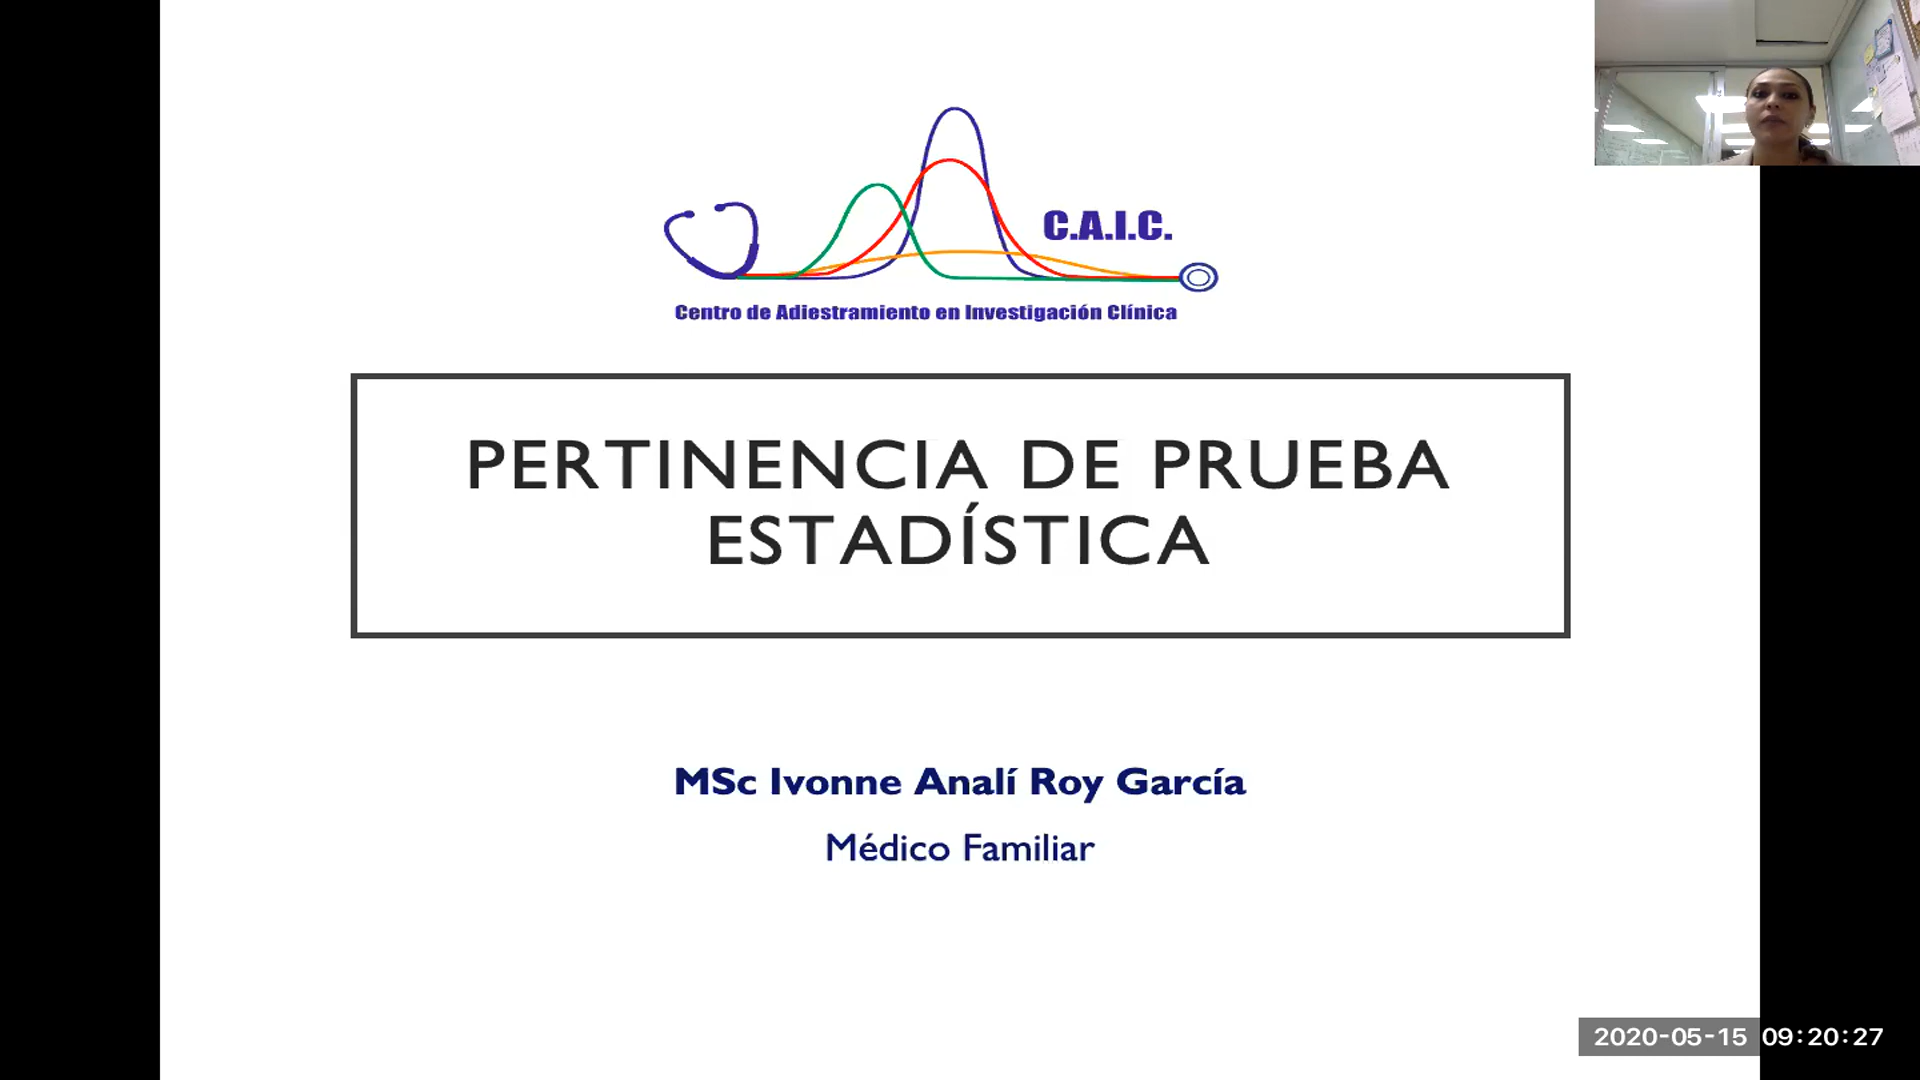 C.A.I.C.
Centro de Adiestramiento en Investigación Clínica
PERTINENCIA DE PRUEBA
ESTADÍSTICA
MSc Ivonne Analí Roy García
Médico Familiar
2020-05-15 09:20:27